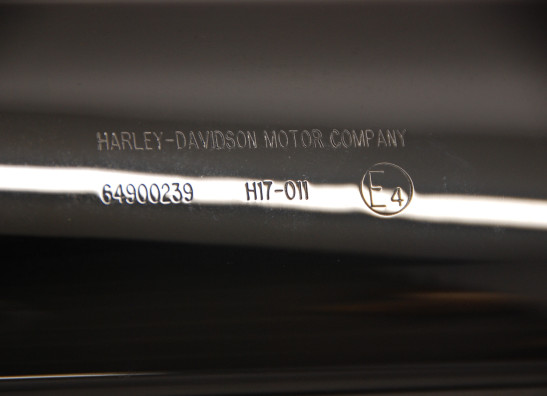 HARLEY-DAVIDSON MOTOR COMPANY
64900239 H17-011 E4